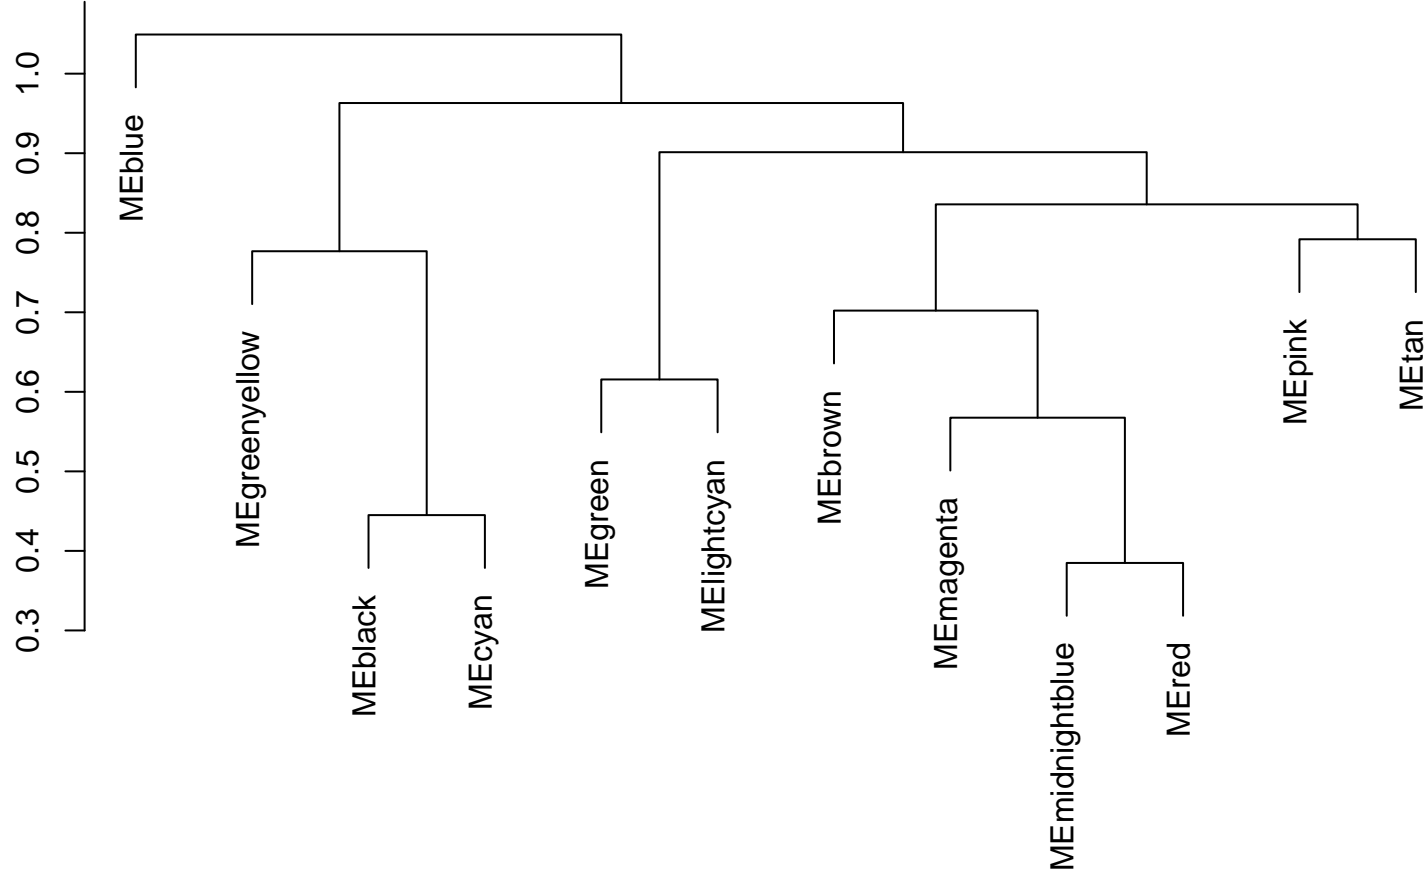 1.0
0.9
0.8
0.7
0.6
0.5
0.4
0.3
MEblue
MEgreenyellow
MEblack
MEcyan
MEgreen
MElightcyan
MEbrown
MEmagenta
MEmidnightblue
MEred
MEpink
MEtan